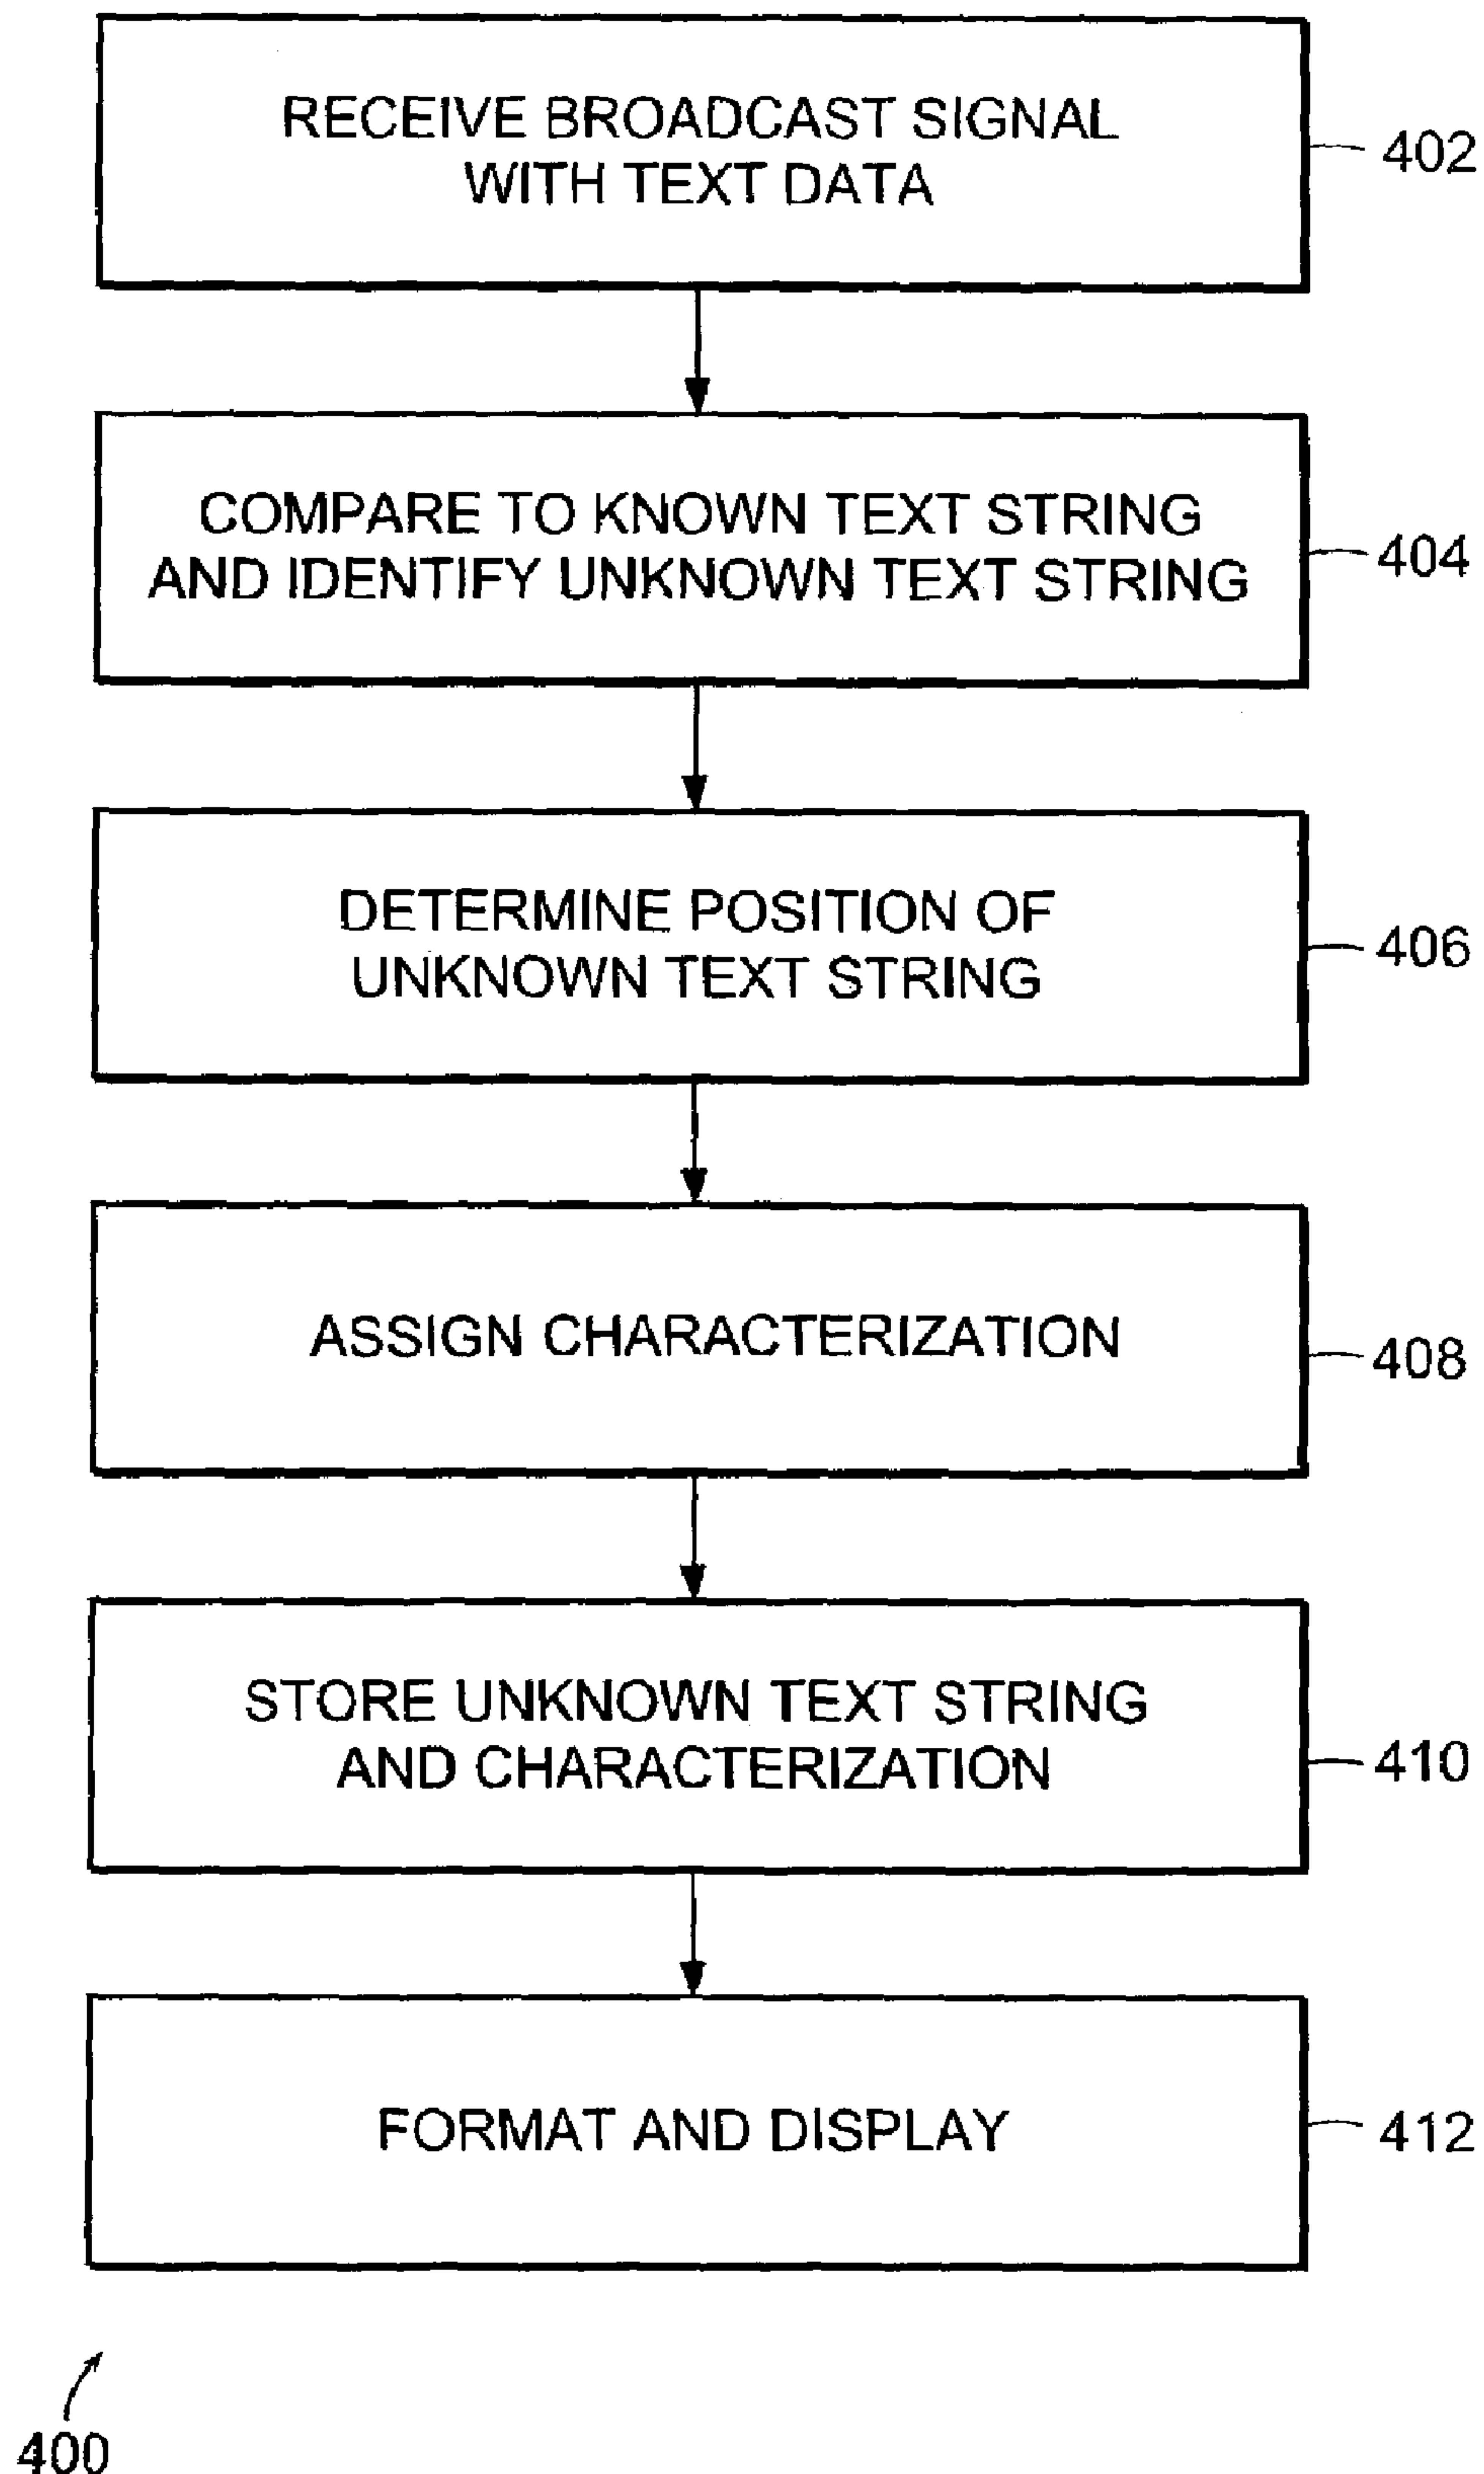 RECEIVE BROADCAST SIGNAL
WITH TEXT DATA
402
COMPARE TO KNOWN TEXT STRING
AND IDENTIFY UNKNOWN TEXT STRING
404
DETERMINE POSITION OF
UNKNOWN TEXT STRING
406
ASSIGN CHARACTERIZATION
408
STORE UNKNOWN TEXT STRING
AND CHARACTERIZATION
410
FORMAT AND DISPLAY
412
400